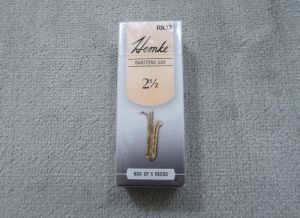 RICO
Hemke
BARITONE SAX
2½
BOX OF 5 REEDS